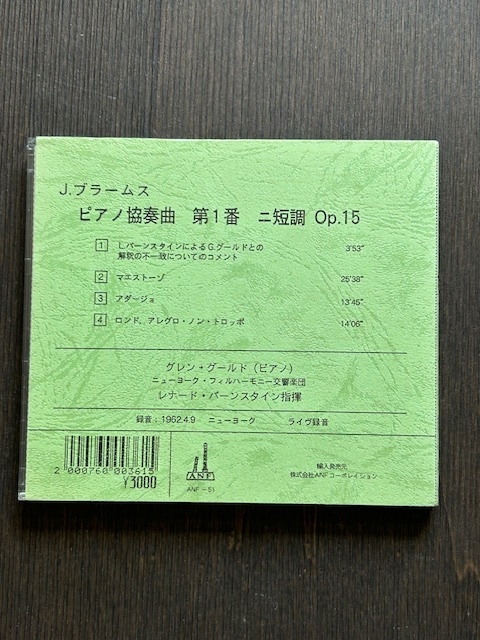 J.ブラームス
ピアノ協奏曲 第1番 ニ短調 Op.15
1 L.バーンスタインによるG.グールドとの 3'53"
解釈の不一致についてのコメント
2 マエストーゾ 25'38"
3 アダージョ 13'45"
4 ロンド、アレグロ・ノン・トロッポ 14'06"
グレン・グールド (ピアノ)
ニューヨーク・フィルハーモニー交響楽団
レナード・バーンスタイン指揮
録音:1962.4.9 ニューヨーク ライヴ録音
2 000760 003615
¥3000
ANF
ANF-51
輸入発売元
株式会社ANFコーポレイション